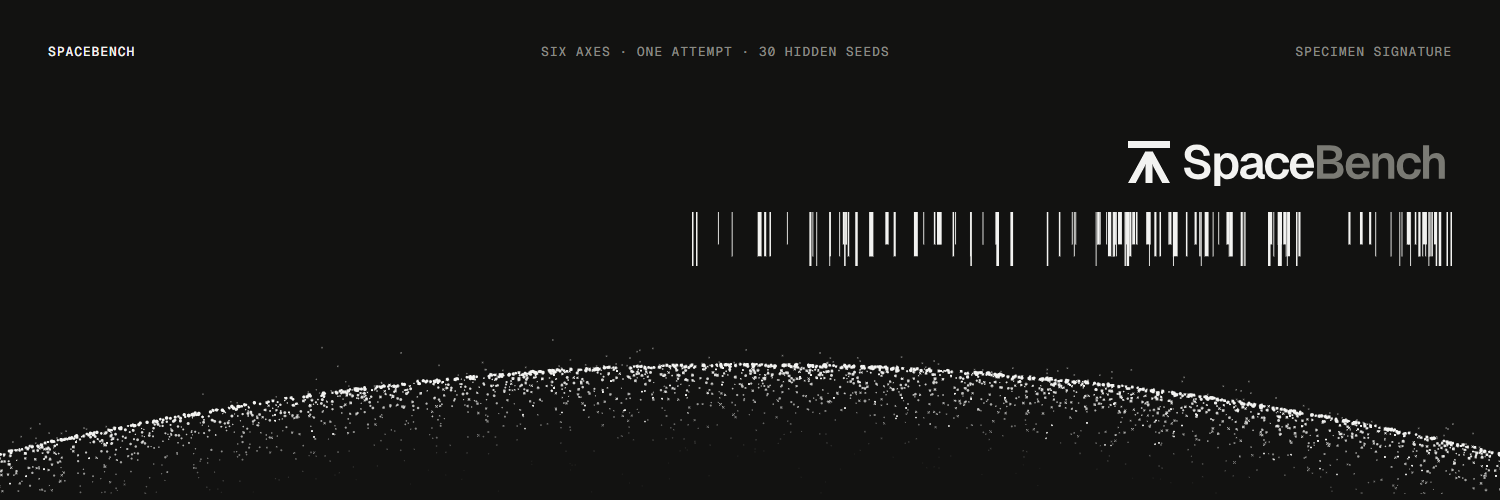 SPACEBENCH
SIX AXES · ONE ATTEMPT · 30 HIDDEN SEEDS
SPECIMEN SIGNATURE
SpaceBench